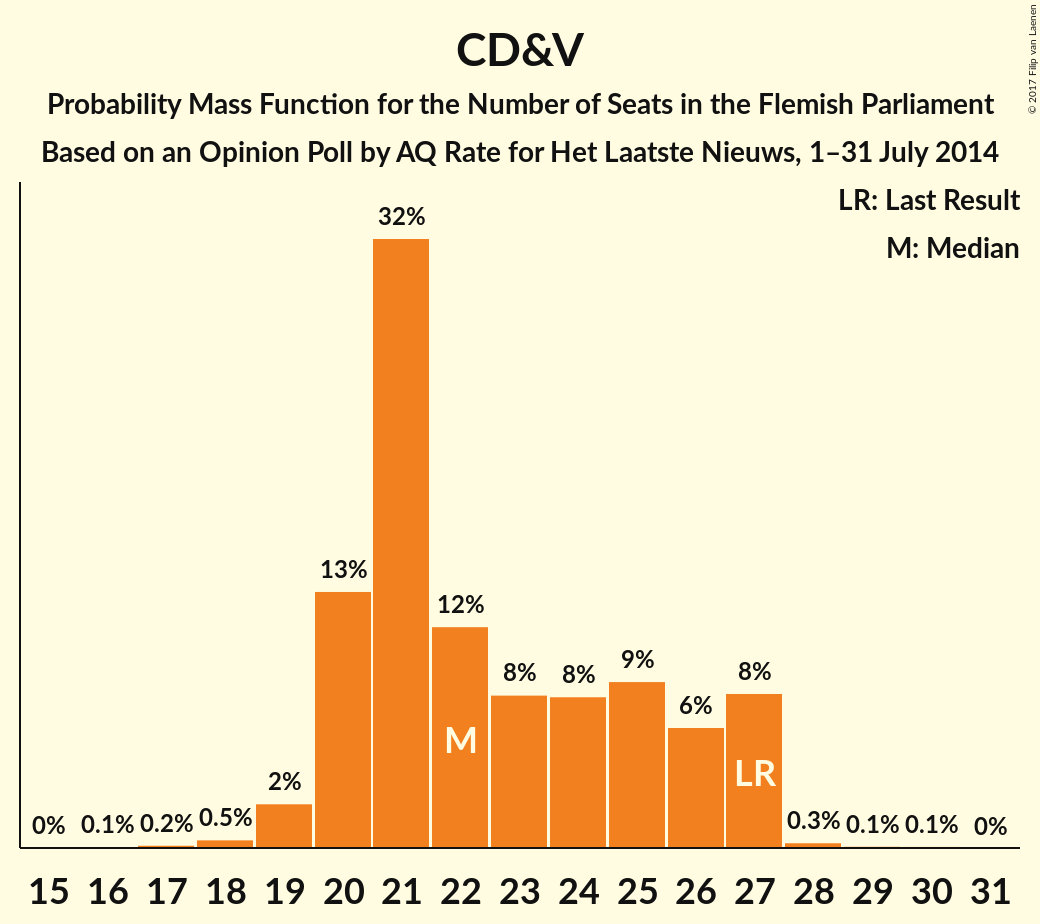 CD&V
Probability Mass Function for the Number of Seats in the Flemish Parliament
Based on an Opinion Poll by AQ Rate for Het Laatste Nieuws, 1–31 July 2014
LR: Last Result
M: Median
0% 0.1% 0.2% 0.5% 2% 13% 32% 12% 8% 8% 9% 6% 8% 0.3% 0.1% 0.1% 0%
M LR
15 16 17 18 19 20 21 22 23 24 25 26 27 28 29 30 31
© 2017 Filip van Laenen